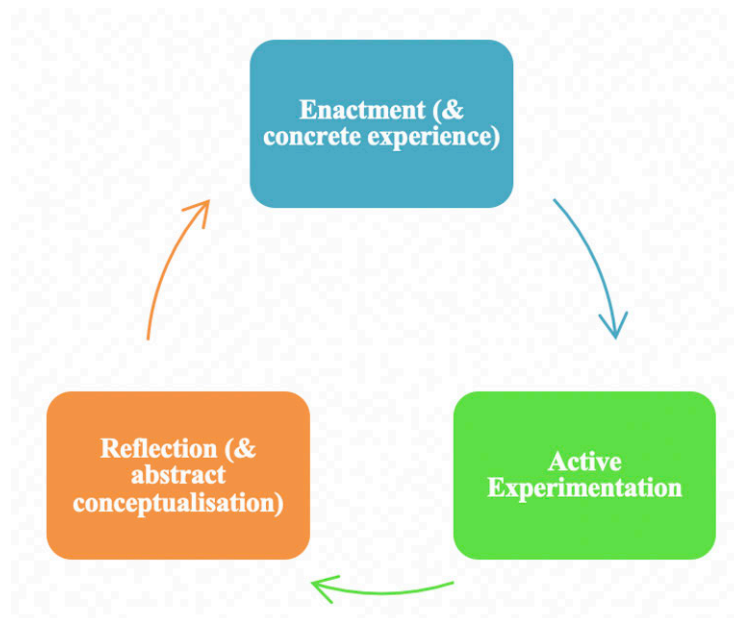 Enactment (&
concrete experience)
Reflection (&
abstract
conceptualisation)
Active
Experimentation